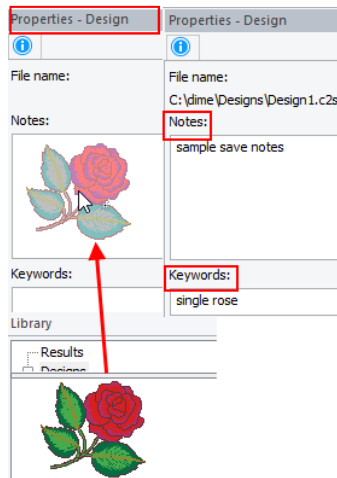 Properties - Design
File name:
Notes:
Keywords:
Library
Results
Designs
Properties - Design
File name:
C:\dime\Designs\Design1.c2s
Notes:
sample save notes
Keywords:
single rose